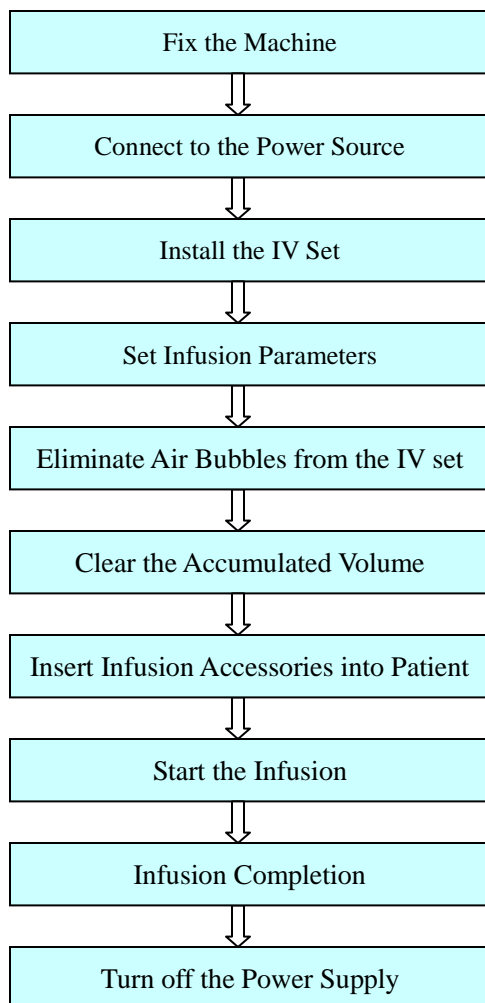 Fix the Machine
Connect to the Power Source
Install the IV Set
Set Infusion Parameters
Eliminate Air Bubbles from the IV set
Clear the Accumulated Volume
Insert Infusion Accessories into Patient
Start the Infusion
Infusion Completion
Turn off the Power Supply